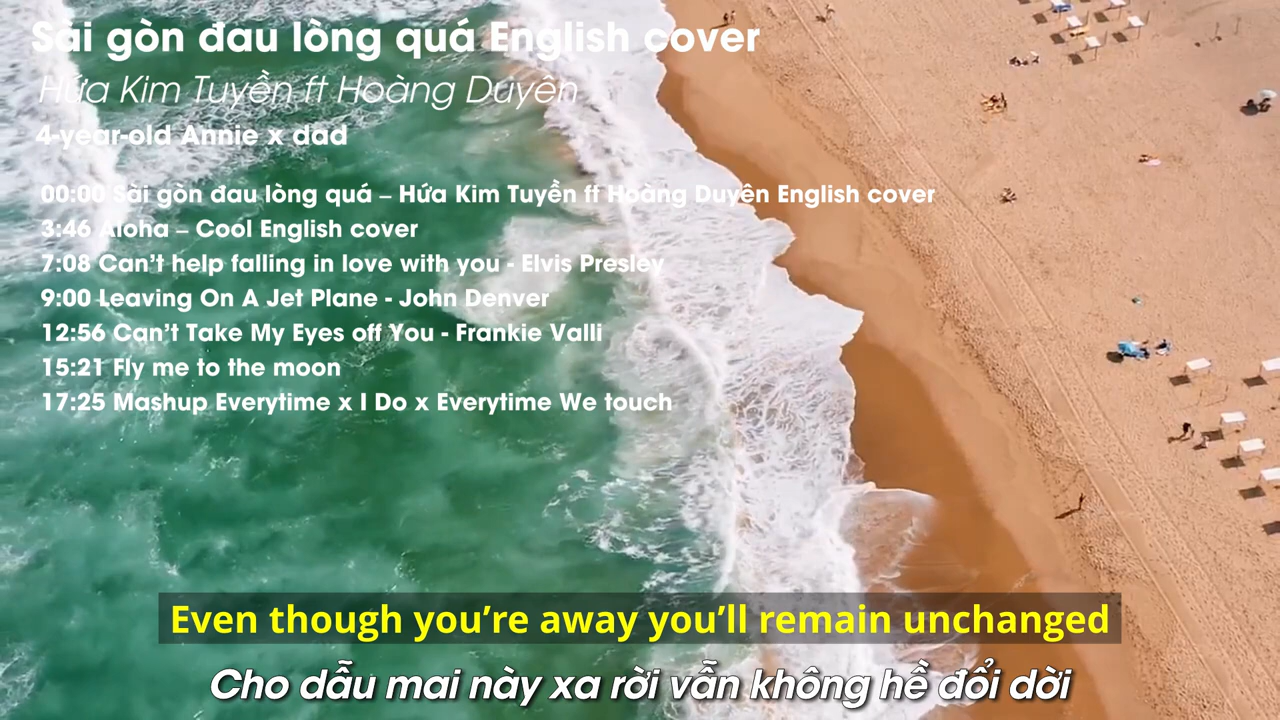 Sài gòn đau lòng quá English cover
Hứa Kim Tuyền ft Hoàng Duyên
4-year-old Annie x dad
00:00 Sài gòn đau lòng quá – Hứa Kim Tuyền ff Hoàng Duyên English cover
3:46 Aloha – Cool English cover
7:08 Can't help falling in love with you - Elvis Presley
9:00 Leaving On A Jet Plane - John Denver
12:56 Can't Take My Eyes off You - Frankie Valli
15:21 Fly me to the moon
17:25 Mashup Everytime x I Do x Everytime We touch
Even though you're away you'll remain unchanged
Cho dẫu mai này xa rời vẫn không hề đổi dời